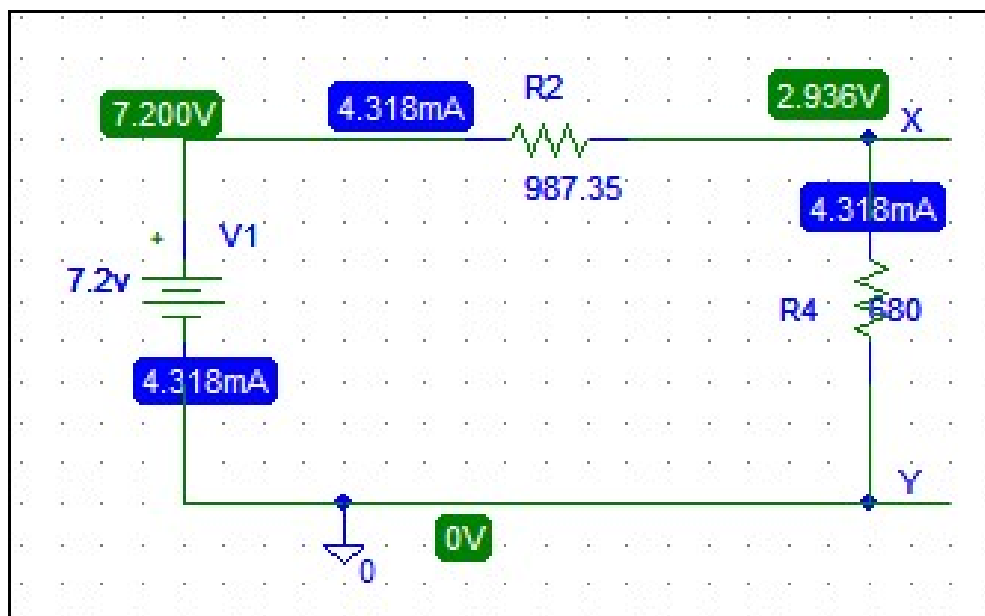 7.200V
4.318mA
R2
987.35
2.936V
X
4.318mA
+
V1
7.2v
R4
680
4.318mA
Y
0V
0